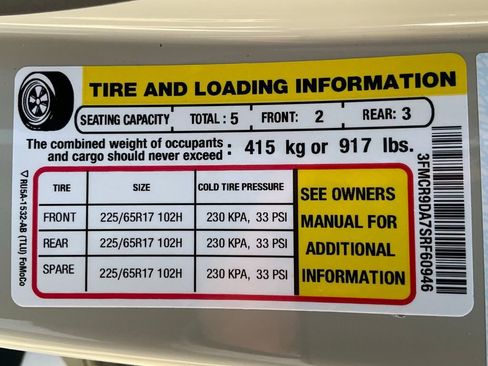 TIRE AND LOADING INFORMATION
SEATING CAPACITY TOTAL : 5 FRONT: 2 REAR: 3
The combined weight of occupants and cargo should never exceed : 415 kg or 917 lbs.
TIRE SIZE COLD TIRE PRESSURE
FRONT 225/65R17 102H 230 KPA, 33 PSI
REAR 225/65R17 102H 230 KPA, 33 PSI
SPARE 225/65R17 102H 230 KPA, 33 PSI
SEE OWNERS
MANUAL FOR
ADDITIONAL
INFORMATION
3FMCR9DA7SRF60946
RU5A-1532-AB (TLU) FoMoCo